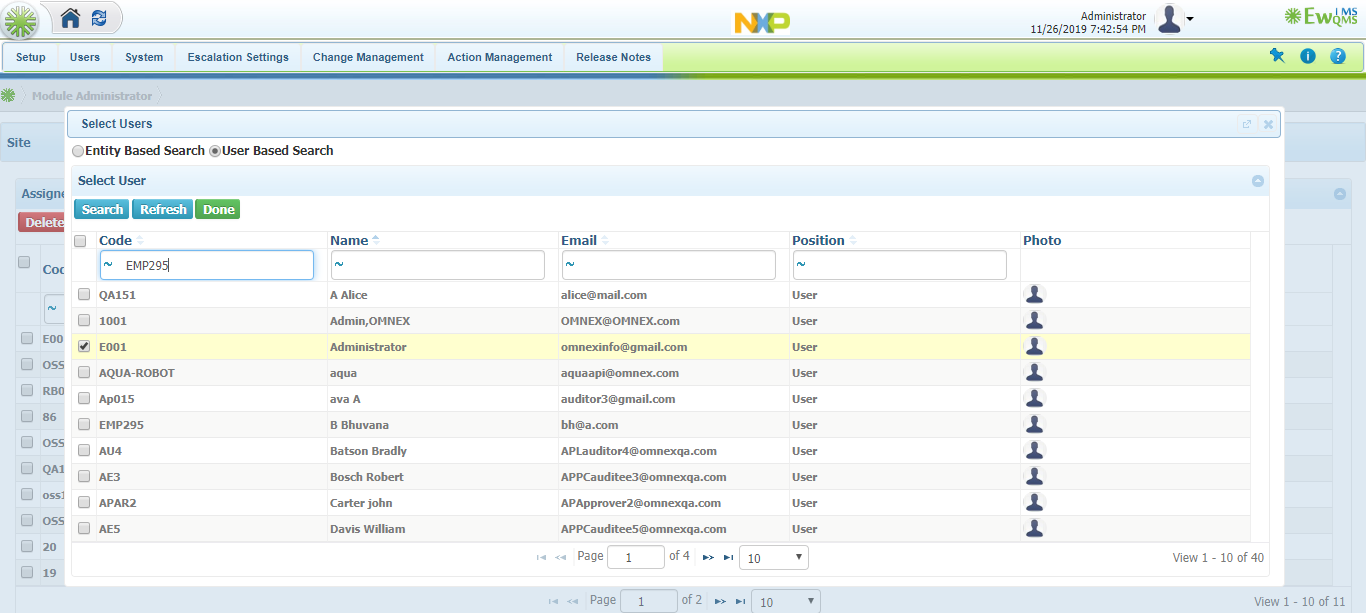 NXP
Administrator
11/26/2019 7:42:54 PM
EwIMS
QMS
Setup Users System Escalation Settings Change Management Action Management Release Notes
Module Administrator
Select Users
Site
Entity Based Search User Based Search
Select User
Assigne
Search Refresh Done
Delete
Code Name Email Position Photo
Coc
~ EMP295 ~ ~ ~
QA151 A Alice alice@mail.com User
~
1001 Admin,OMNEX OMNEX@OMNEX.com User
E00
E001 Administrator omnexinfo@gmail.com User
OSS
AQUA-ROBOT aqua aquaapi@omnex.com User
RB0
Ap015 ava A auditor3@gmail.com User
86
EMP295 B Bhuvana bh@a.com User
OSS
AU4 Batson Bradly APLauditor4@omnexqa.com User
QA1
AE3 Bosch Robert APPCauditee3@omnexqa.com User
oss1
APAR2 Carter john APApprover2@omnexqa.com User
OSS
AE5 Davis William APPCauditee5@omnexqa.com User
20
Page 1 of 4 10 View 1 - 10 of 40
19
Page 1 of 2 10 View 1 - 10 of 11